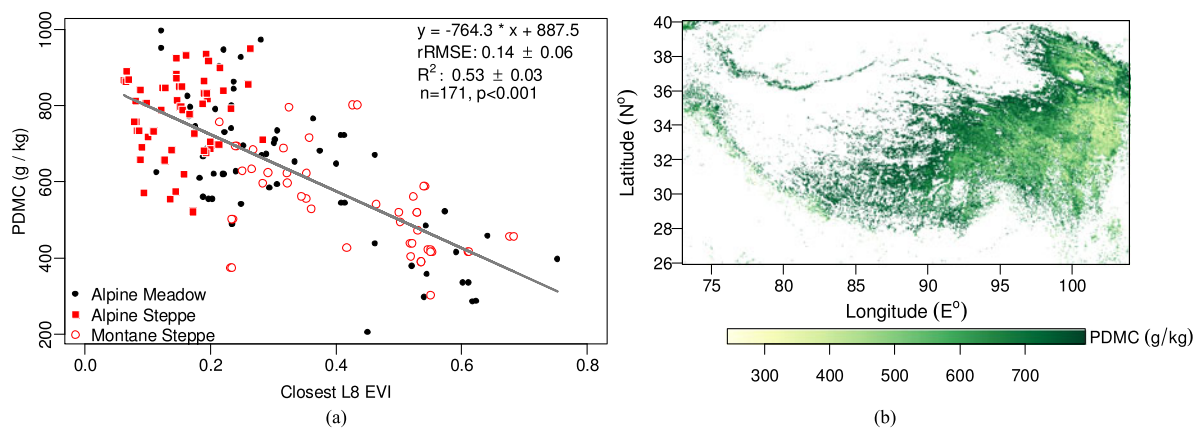 y = -764.3 * x + 887.5
rRMSE: 0.14 ± 0.06
R²: 0.53 ± 0.03
n=171, p<0.001
1000
800
600
400
200
PDMC (g / kg)
Alpine Meadow
Alpine Steppe
Montane Steppe
0.0 0.2 0.4 0.6 0.8
Closest L8 EVI
(a)
40
38
36
34
32
30
28
26
Latitude (N°)
75 80 85 90 95 100
Longitude (E°)
PDMC (g/kg)
300 400 500 600 700
(b)